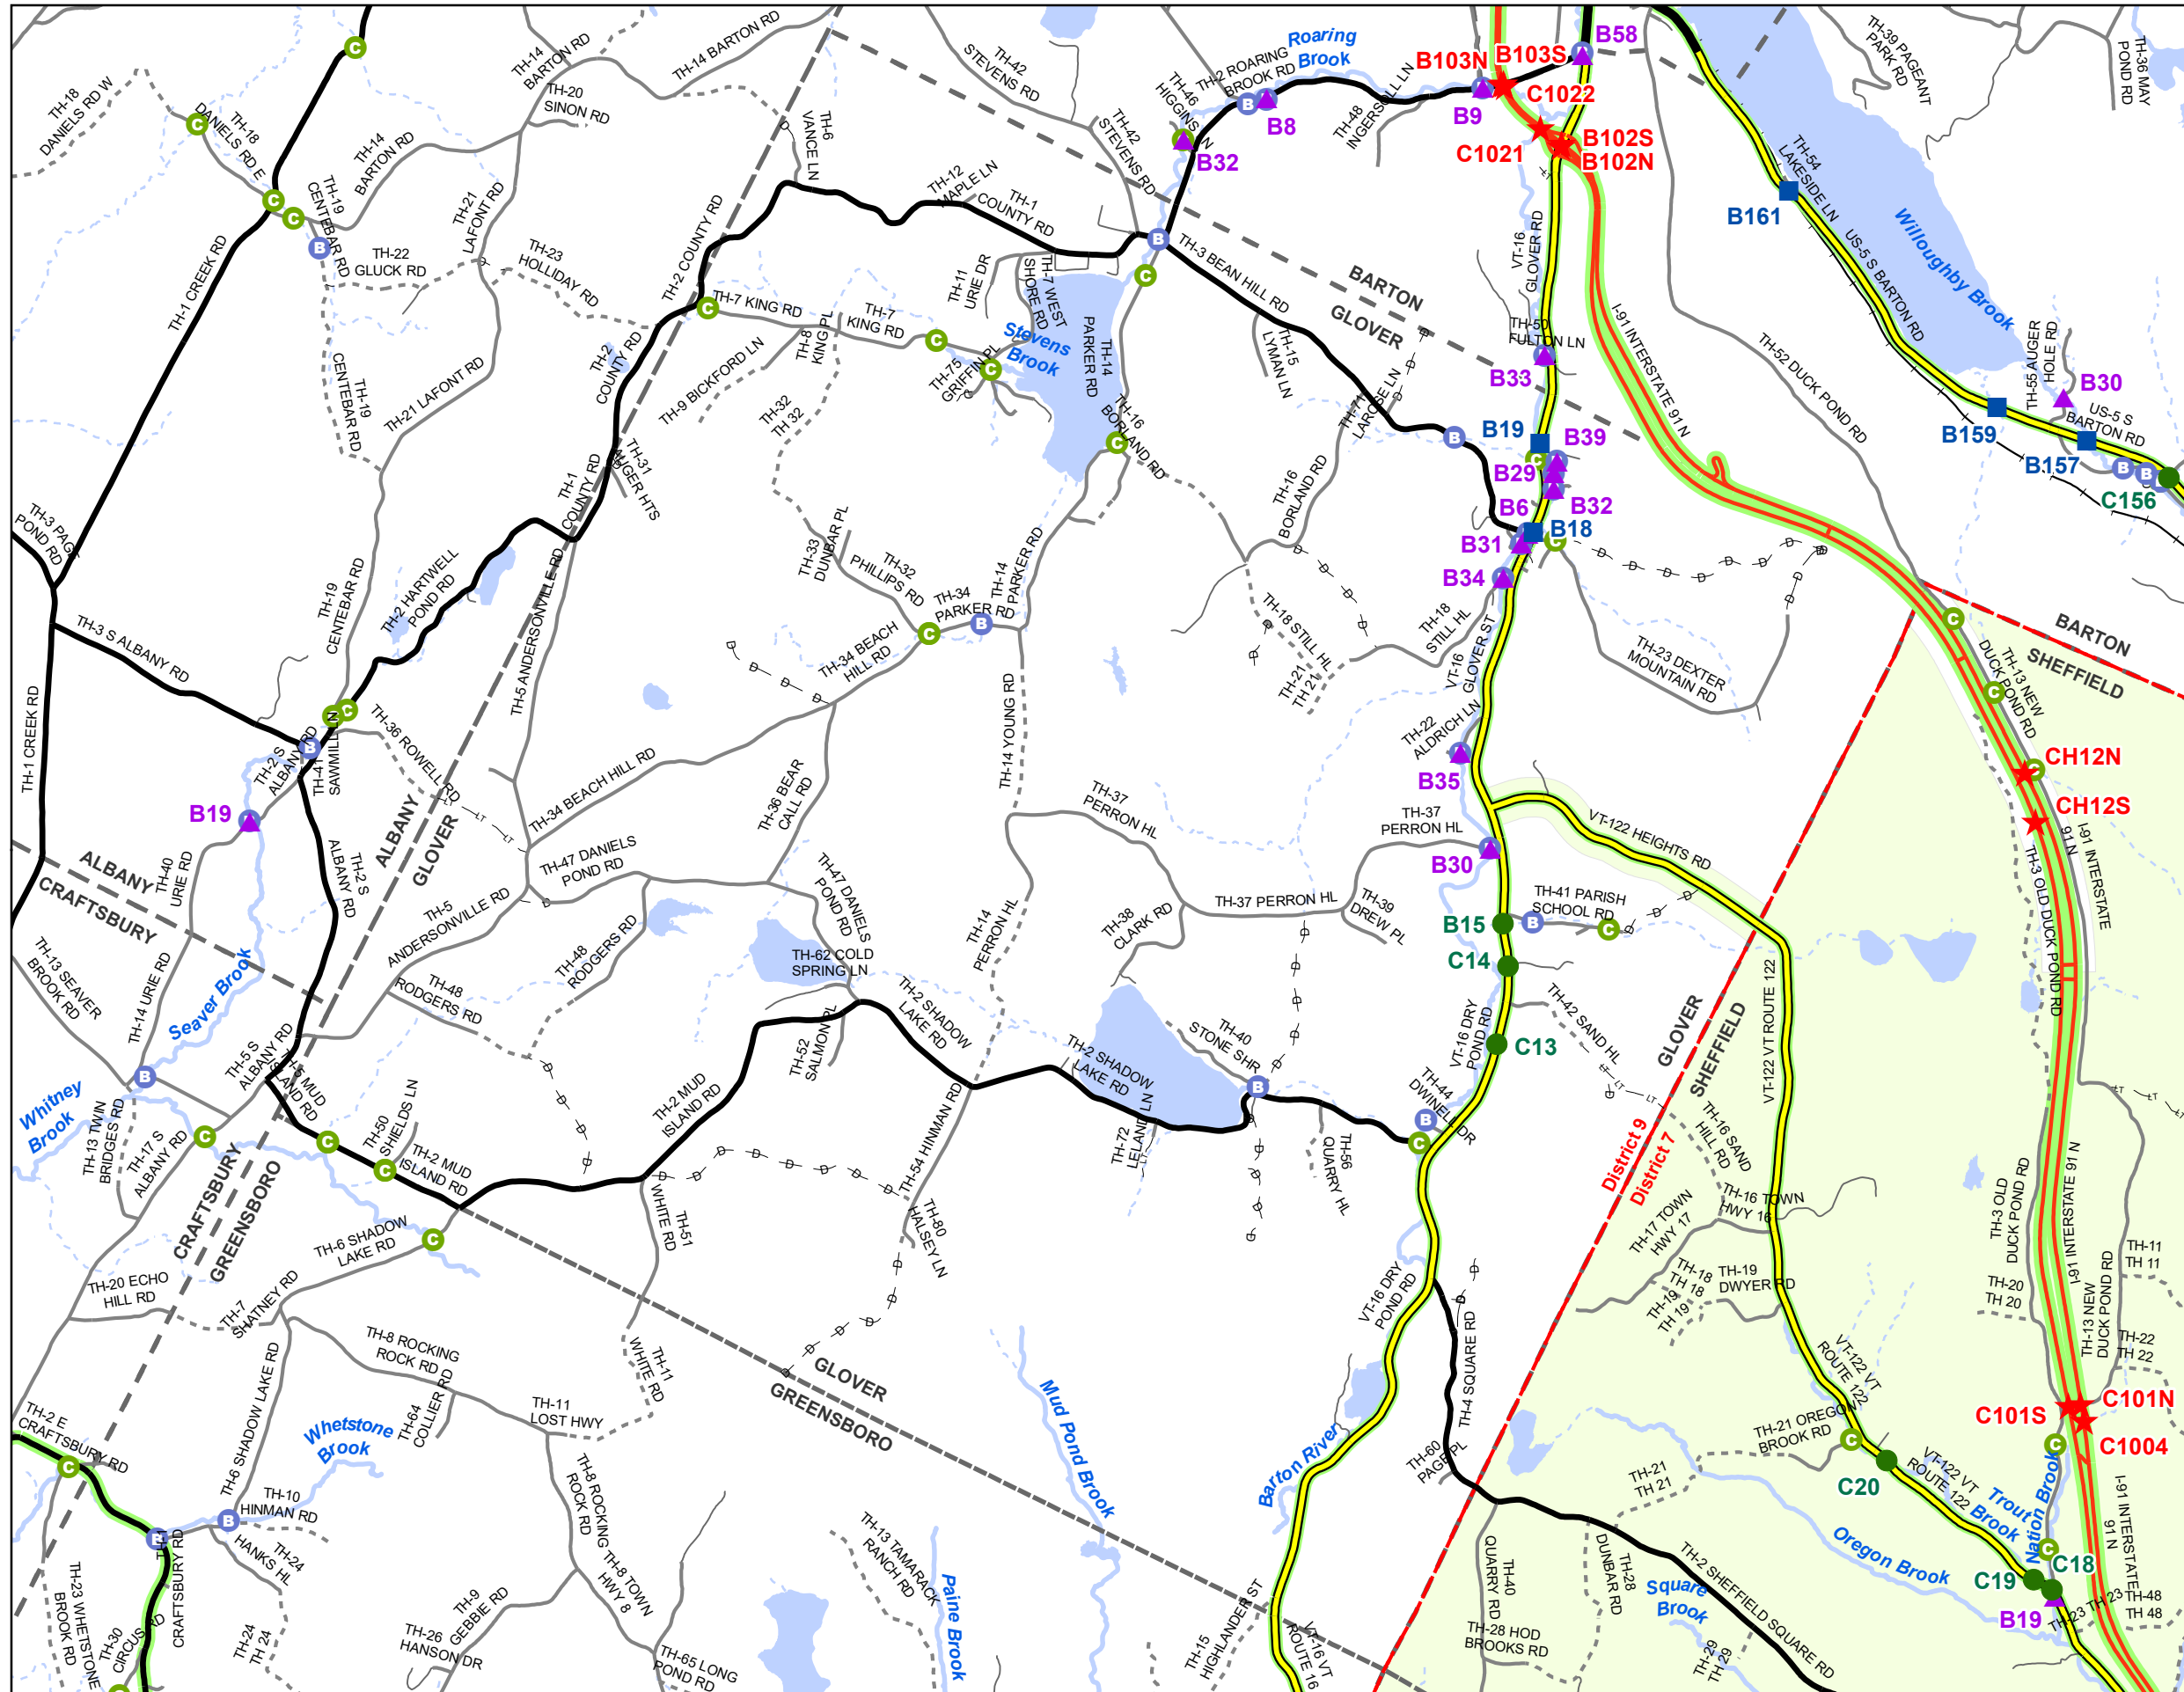 TH-18
DANIELS RD W
TH-18
DANIELS RD E
TH-14
BARTON RD
TH-14 BARTON RD
TH-20
SINON RD
TH-14
BARTON RD
TH-19
CENTEBAR RD
TH-21
LAFONT RD
TH-22
GLUCK RD
TH-23
HOLLIDAY RD
TH-6
VANCE LN
TH-2 COUNTY RD
TH-12
MAPLE LN
TH-1
COUNTY RD
TH-42
STEVENS RD
TH-42
STEVENS RD
TH-46
HIGGINS LN
TH-2 ROARING
BROOK RD
Roaring
Brook
TH-48
INGERSOLL LN
B32
B8
B9
B103N
B103S
B58
C1022
C1021
B102S
B102N
TH-39 PAGEANT
PARK RD
TH-36 MAY
POND RD
TH-54
LAKESIDE LN
B161
US-5 S BARTON RD
Willoughby Brook
TH-55 AUGER
HOLE RD
B30
US-5 S
BARTON RD
B159
B157
C156
TH-1 CREEK RD
TH-3 PAGE
POND RD
TH-19
CENTEBAR RD
TH-21 LAFONT RD
TH-2
COUNTY RD
TH-7 KING RD
TH-9 BICKFORD LN
TH-8
KING PL
TH-7
KING RD
TH-11
URIE DR
TH-7 WEST
SHORE RD
Stevens
Brook
TH-75
GRIFFIN PL
TH-14
PARKER RD
TH-3 BEAN HILL RD
BARTON
GLOVER
TH-15
LYMAN LN
TH-71
LAROSE LN
VT-16
GLOVER RD
TH-50
FULTON LN
B33
B19
B39
B29
B32
B6
B18
B31
B34
I-91 INTERSTATE 91 N
TH-52 DUCK POND RD
TH-1
COUNTY RD
TH-31
AUGER HTS
TH-32
TH 32
TH-33
DUNBAR PL
TH-32
PHILLIPS RD
TH-34
PARKER RD
TH-14
PARKER RD
TH-16
BORLAND RD
TH-16
BORLAND RD
TH-18 STILL HL
TH-21
TH 21
TH-18
STILL HL
VT-16
GLOVER ST
TH-23 DEXTER
MOUNTAIN RD
BARTON
SHEFFIELD
TH-13 NEW
DUCK POND RD
TH-3 S ALBANY RD
TH-19
CENTEBAR RD
TH-2 HARTWELL
POND RD
TH-5 ANDERSONVILLE RD
TH-34 BEACH
HILL RD
TH-34 BEACH HILL RD
TH-14 YOUNG RD
TH-36 BEAR
CALL RD
TH-36 ROWELL RD
TH-2 S
ALBANY RD
TH-41
SAWMILL LN
B19
TH-1 CREEK RD
ALBANY
CRAFTSBURY
TH-40
URIE RD
TH-2 S
ALBANY RD
ALBANY
GLOVER
TH-47 DANIELS
POND RD
TH-5
ANDERSONVILLE RD
TH-47 DANIELS
POND RD
TH-37
PERRON HL
TH-37
PERRON HL
TH-37 PERRON HL
TH-22
ALDRICH LN
B35
B30
VT-122 HEIGHTS RD
CH12N
CH12S
I-91 INTERSTATE
91 N
TH-3 OLD DUCK POND RD
TH-13 SEAVER
BROOK RD
TH-14 URIE RD
Seaver Brook
TH-48
RODGERS RD
TH-48
RODGERS RD
TH-62 COLD
SPRING LN
TH-14
PERRON HL
TH-38
CLARK RD
TH-39
DREW PL
B15
C14
C13
TH-41 PARISH
SCHOOL RD
TH-42 SAND HL
VT-122 VT ROUTE 122
GLOVER
SHEFFIELD
Whitney
Brook
TH-13 TWIN
BRIDGES RD
TH-17 S
ALBANY RD
TH-5 S
ALBANY RD
TH-6 MUD
ISLAND RD
TH-50
SHIELDS LN
TH-2 MUD
ISLAND RD
TH-2 MUD
ISLAND RD
TH-52
SALMON PL
TH-2 SHADOW
LAKE RD
TH-2 SHADOW
LAKE RD
TH-40
STONE SHR
TH-72
LELAND LN
TH-56
QUARRY HL
TH-44
DWINELL DR
VT-16 DRY
POND RD
TH-54 HINMAN RD
TH-80
HALSEY LN
TH-51
WHITE RD
CRAFTSBURY
GREENSBORO
TH-6 SHADOW
LAKE RD
TH-20 ECHO
HILL RD
TH-7
SHATNEY RD
District 9
District 7
TH-16 SAND
HILL RD
TH-16 TOWN
HWY 16
TH-17 TOWN
HWY 17
TH-18
TH 18
TH-19
TH 19
TH-19
DWYER RD
TH-3 OLD
DUCK POND RD
I-91 INTERSTATE 91 N
TH-20
TH 20
TH-13 NEW
DUCK POND RD
TH-11
TH 11
TH-22
TH 22
VT-16 DRY
POND RD
TH-4 SQUARE RD
TH-8 ROCKING
ROCK RD
TH-64
COLLIER RD
TH-11
LOST HWY
TH-11
WHITE RD
GLOVER
GREENSBORO
TH-2 E
CRAFTSBURY RD
TH-6 SHADOW LAKE RD
Whetstone
Brook
TH-10
HINMAN RD
TH-24
HANKS HL
TH-24
TH 24
TH-1
CRAFTSBURY RD
TH-23 WHETSTONE
BROOK RD
TH-30
CIRCUS RD
TH-8 ROCKING
ROCK RD
TH-8 TOWN
HWY 8
TH-9
GEBBIE RD
TH-26
HANSON DR
TH-65 LONG
POND RD
TH-13 TAMARACK
RANCH RD
Paine Brook
Mud Pond Brook
Barton River
TH-15
HIGHLANDER ST
VT-16 VT
ROUTE 16
TH-60
PAGE PL
TH-21
TH 21
TH-21 OREGON
BROOK RD
VT-122 VT
ROUTE 122
C20
VT-122 VT
ROUTE 122
Trout
Brook
Nation Brook
Oregon Brook
C101S
C101N
C1004
I-91 INTERSTATE
91 N
C18
C19
B19
TH-23 TH 23
TH-48
TH 48
TH-40
QUARRY RD
TH-28 HOD
BROOKS RD
TH-28
DUNBAR RD
Square
Brook
TH-2 SHEFFIELD SQUARE RD
TH-29
TH 29